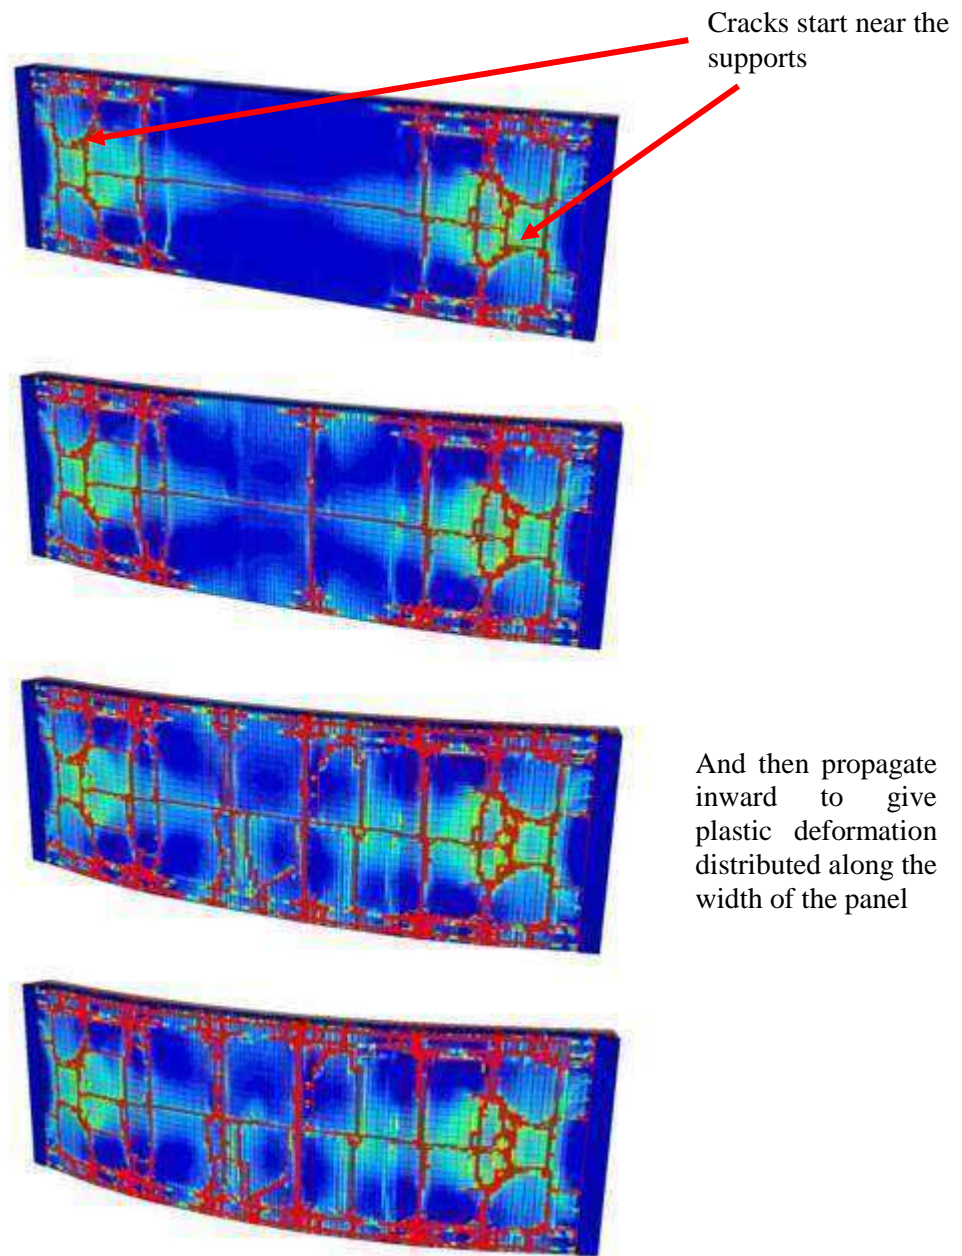 Cracks start near the
supports
And then propagate
inward to give
plastic deformation
distributed along the
width of the panel